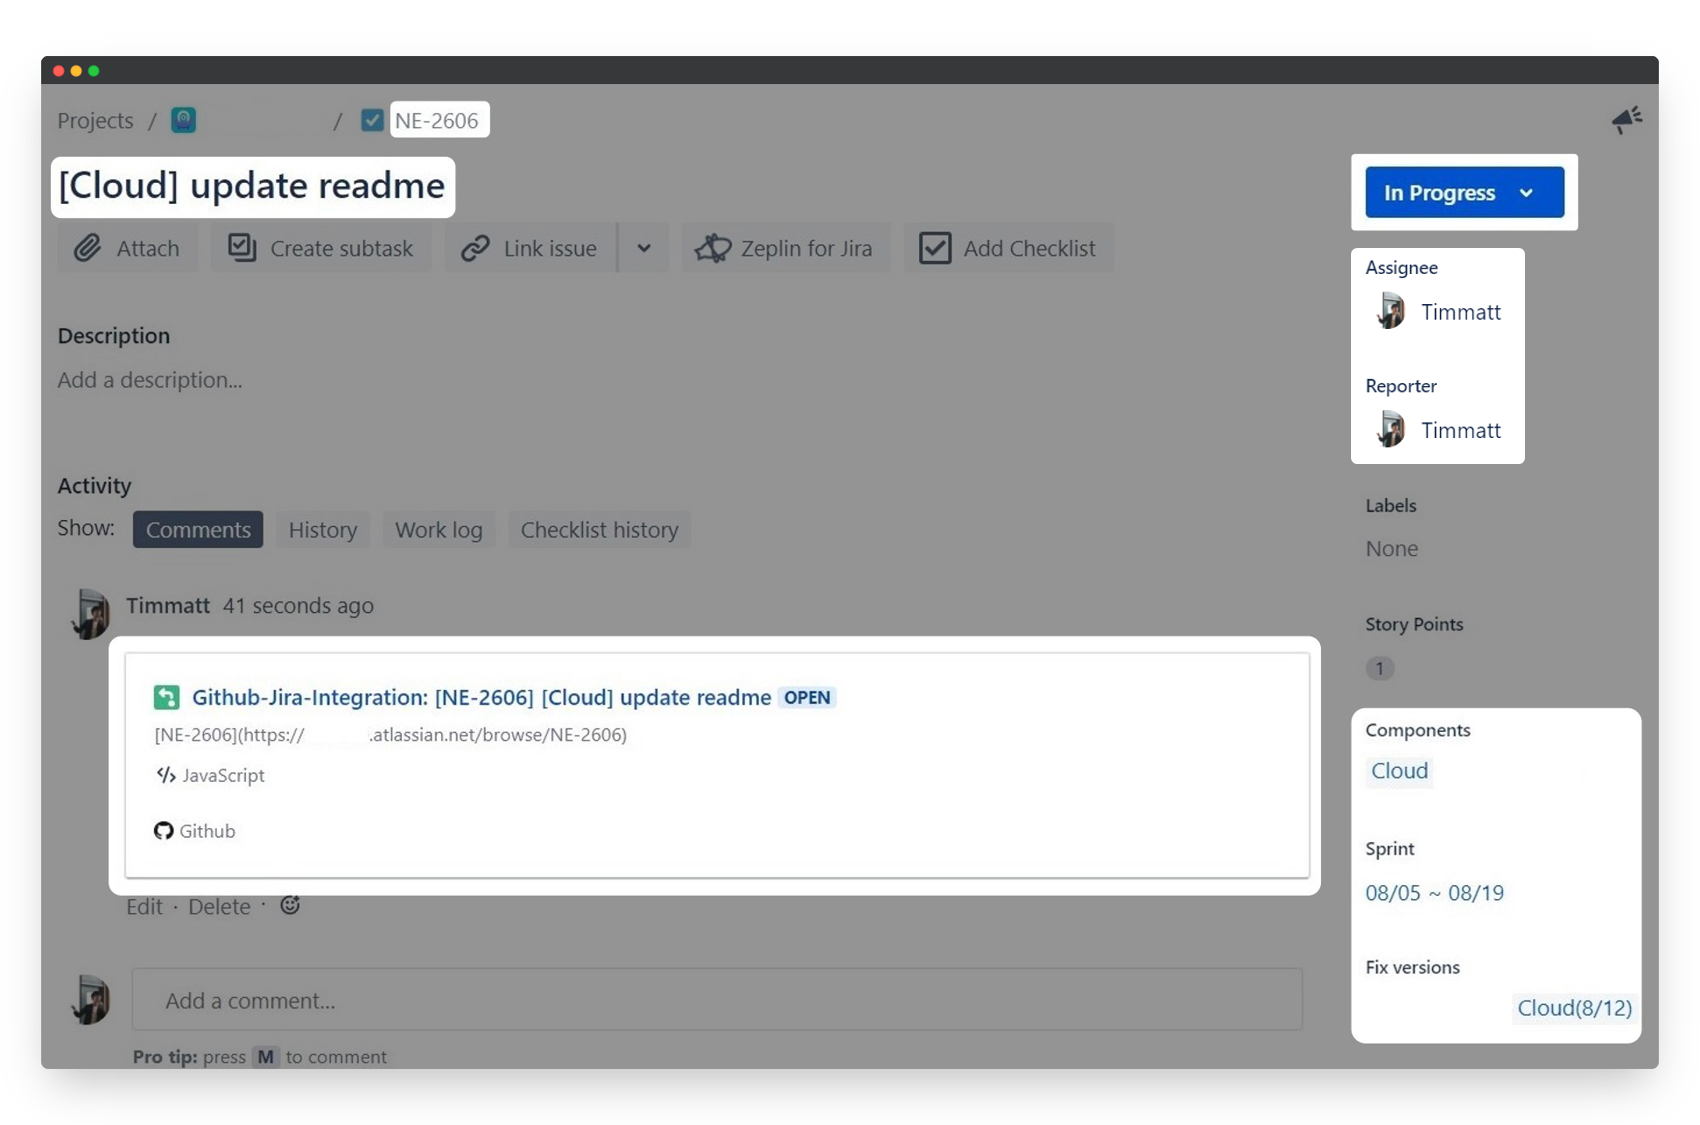 Projects / / NE-2606
[Cloud] update readme
In Progress
Attach Create subtask Link issue Zeplin for Jira Add Checklist
Assignee
Timmatt
Reporter
Timmatt
Description
Add a description...
Activity
Show: Comments History Work log Checklist history
Labels
None
Timmatt 41 seconds ago
Story Points
1
Github-Jira-Integration: [NE-2606] [Cloud] update readme OPEN
[NE-2606](https:// .atlassian.net/browse/NE-2606)
JavaScript
Github
Components
Cloud
Sprint
08/05 ~ 08/19
Fix versions
Cloud(8/12)
Edit · Delete ·
Add a comment...
Pro tip: press M to comment